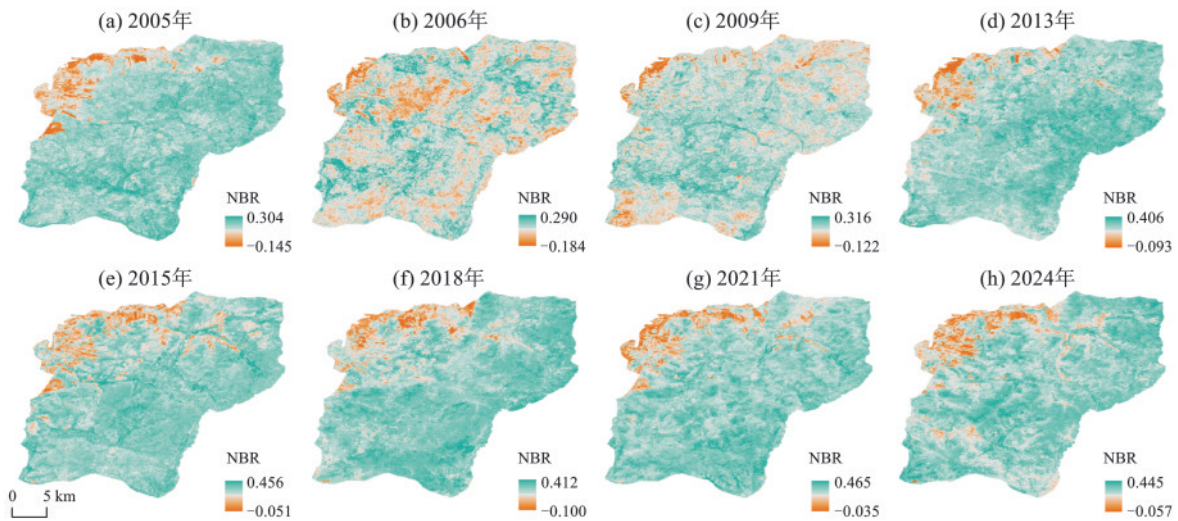 (a) 2005年
(b) 2006年
(c) 2009年
(d) 2013年
NBR
0.304
−0.145
NBR
0.290
−0.184
NBR
0.316
−0.122
NBR
0.406
−0.093
(e) 2015年
(f) 2018年
(g) 2021年
(h) 2024年
NBR
0.456
−0.051
NBR
0.412
−0.100
NBR
0.465
−0.035
NBR
0.445
−0.057
0 5 km